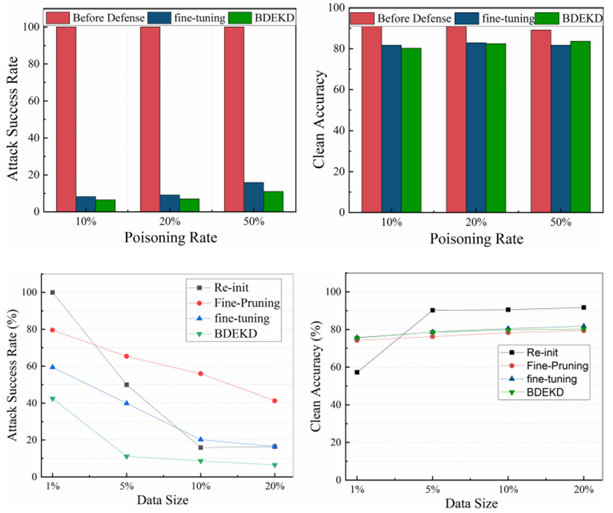 Before Defense fine-tuning BDEKD
Attack Success Rate
100
80
60
40
20
0
10% 20% 50%
Poisoning Rate
Before Defense fine-tuning BDEKD
Clean Accuracy
100
80
60
40
20
0
10% 20% 50%
Poisoning Rate
Re-init
Fine-Pruning
fine-tuning
BDEKD
Attack Success Rate (%)
100
80
60
40
20
0
1% 5% 10% 20%
Data Size
Re-init
Fine-Pruning
fine-tuning
BDEKD
Clean Accuracy (%)
100
80
60
40
20
0
1% 5% 10% 20%
Data Size